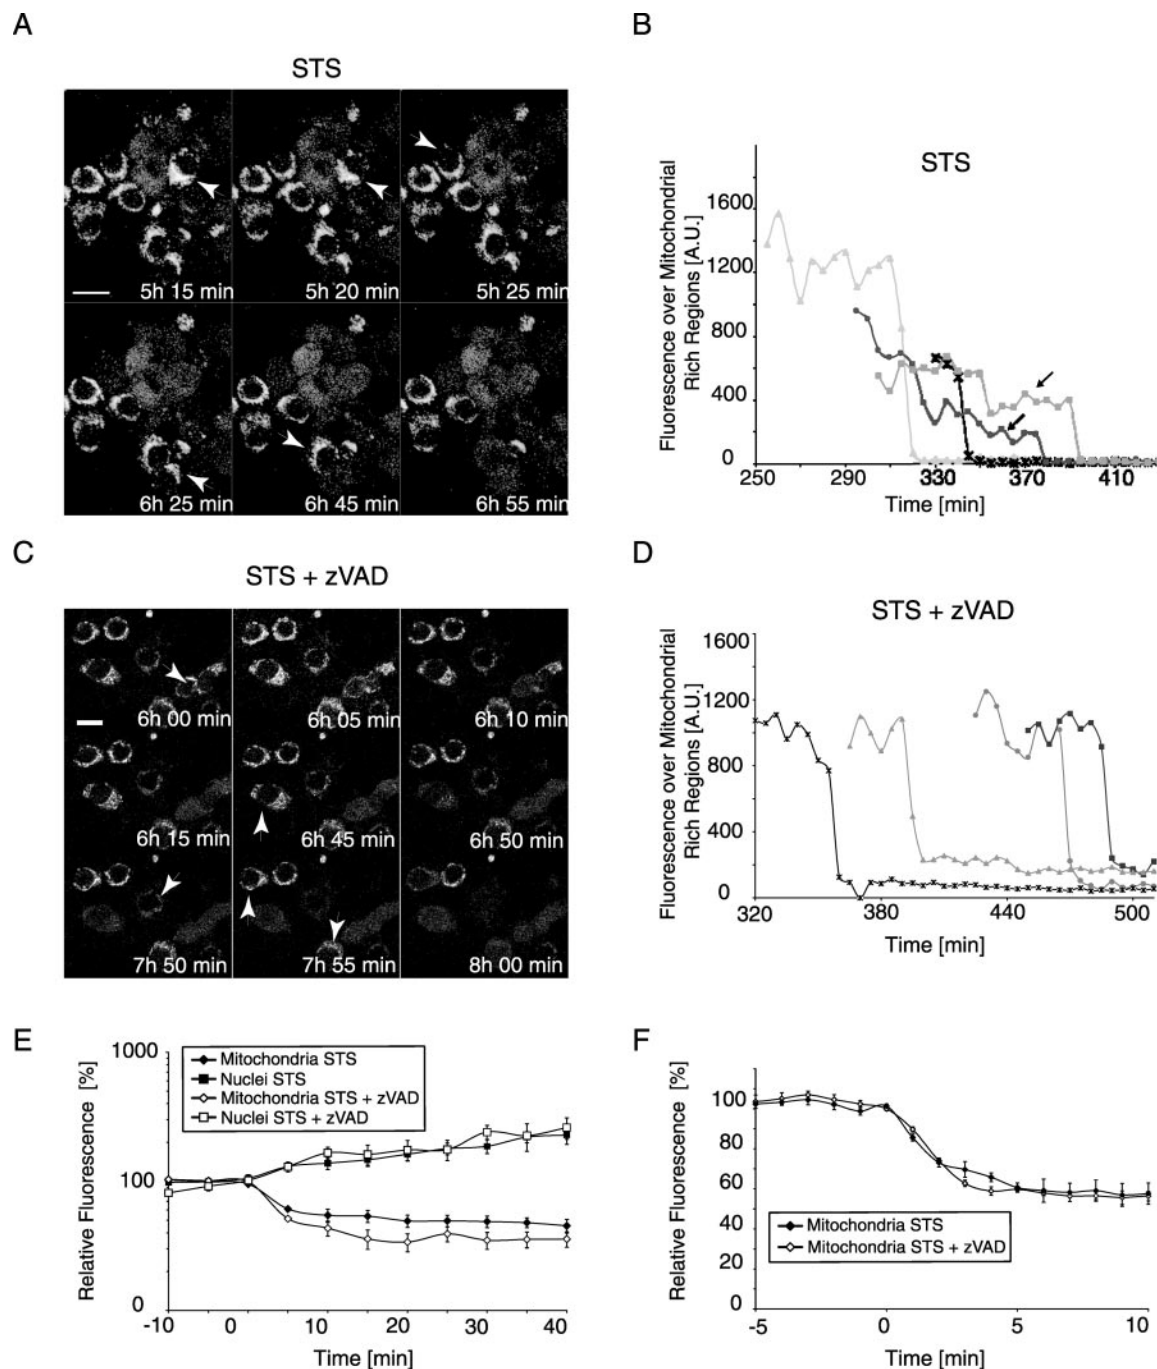 A
STS
5h 15 min
5h 20 min
5h 25 min
6h 25 min
6h 45 min
6h 55 min
B
STS
Fluorescence over Mitochondrial
Rich Regions [A.U.]
1600
1200
800
400
0
250
290
330
370
410
Time [min]
C
STS + zVAD
6h 00 min
6h 05 min
6h 10 min
6h 15 min
6h 45 min
6h 50 min
7h 50 min
7h 55 min
8h 00 min
D
STS + zVAD
Fluorescence over Mitochondrial
Rich Regions [A.U.]
1600
1200
800
400
0
320
380
440
500
Time [min]
E
Relative Fluorescence [%]
1000
100
0
Mitochondria STS
Nuclei STS
Mitochondria STS + zVAD
Nuclei STS + zVAD
-10
0
10
20
30
40
Time [min]
F
Relative Fluorescence [%]
100
80
60
40
20
0
Mitochondria STS
Mitochondria STS + zVAD
-5
0
5
10
Time [min]